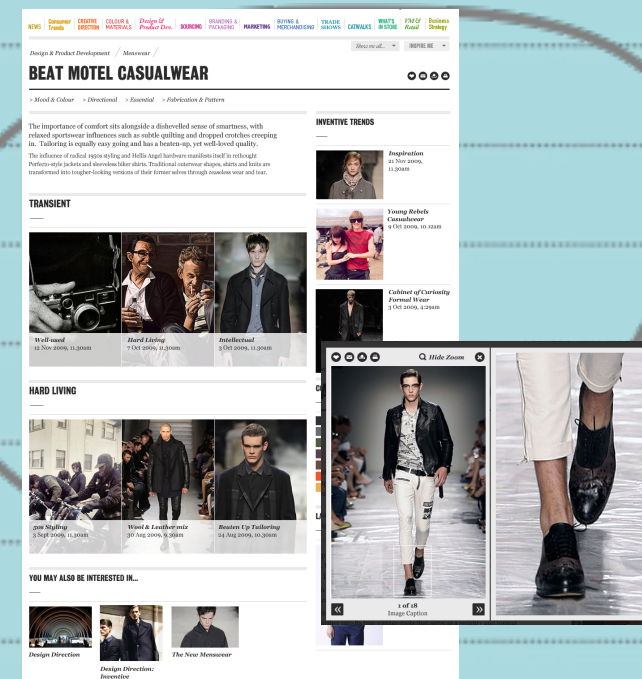 NEWS
Consumer Trends
CREATIVE DIRECTION
COLOUR & MATERIALS
Design & Product Dev.
SOURCING
BRANDING & PACKAGING
MARKETING
BUYING & MERCHANDISING
TRADE SHOWS
CATWALKS
WHAT'S IN STORE
VM & Retail
Business Strategy
Show me all...
INSPIRE ME
Design & Product Development / Menswear /
BEAT MOTEL CASUALWEAR
> Mood & Colour > Directional > Essential > Fabrication & Pattern
The importance of comfort sits alongside a dishevelled sense of smartness, with
relaxed sportswear influences such as subtle quilting and dropped crotches creeping
in. Tailoring is equally easy going and has a beaten-up, yet well-loved quality.
The influence of radical 1950s styling and Hellis Angel hardware manifests itself in rethought
Perfecto-style jackets and sleeveless biker shirts. Traditional outerwear shapes, shirts and knits are
transformed into tougher-looking versions of their former selves through ceaseless wear and tear.
TRANSIENT
Well-used
12 Nov 2009, 11.30am
Hard Living
7 Oct 2009, 11.30am
Intellectual
3 Oct 2009, 11.30am
HARD LIVING
50s Styling
3 Sept 2009, 11.30am
Wool & Leather mix
30 Aug 2009, 9.30am
Beaten Up Tailoring
24 Aug 2009, 10.30am
YOU MAY ALSO BE INTERESTED IN...
Design Direction
Design Direction:
Inventive
The New Menswear
INVENTIVE TRENDS
Inspiration
21 Nov 2009,
11.30am
Young Rebels
Casualwear
9 Oct 2009, 10.12am
Cabinet of Curiosity
Formal Wear
3 Oct 2009, 4:29am
Hide Zoom
1 of 18
Image Caption